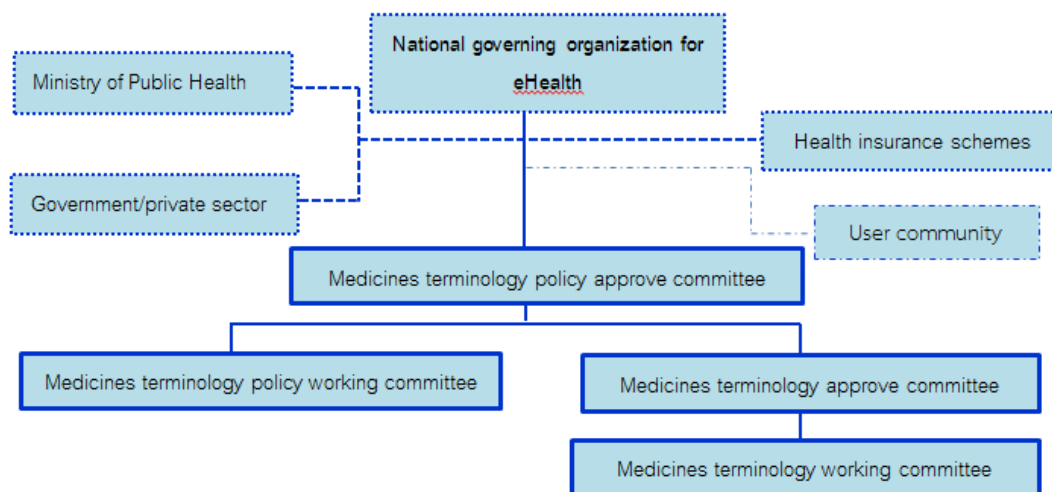 National governing organization for
eHealth
Ministry of Public Health
Health insurance schemes
Government/private sector
User community
Medicines terminology policy approve committee
Medicines terminology policy working committee
Medicines terminology approve committee
Medicines terminology working committee